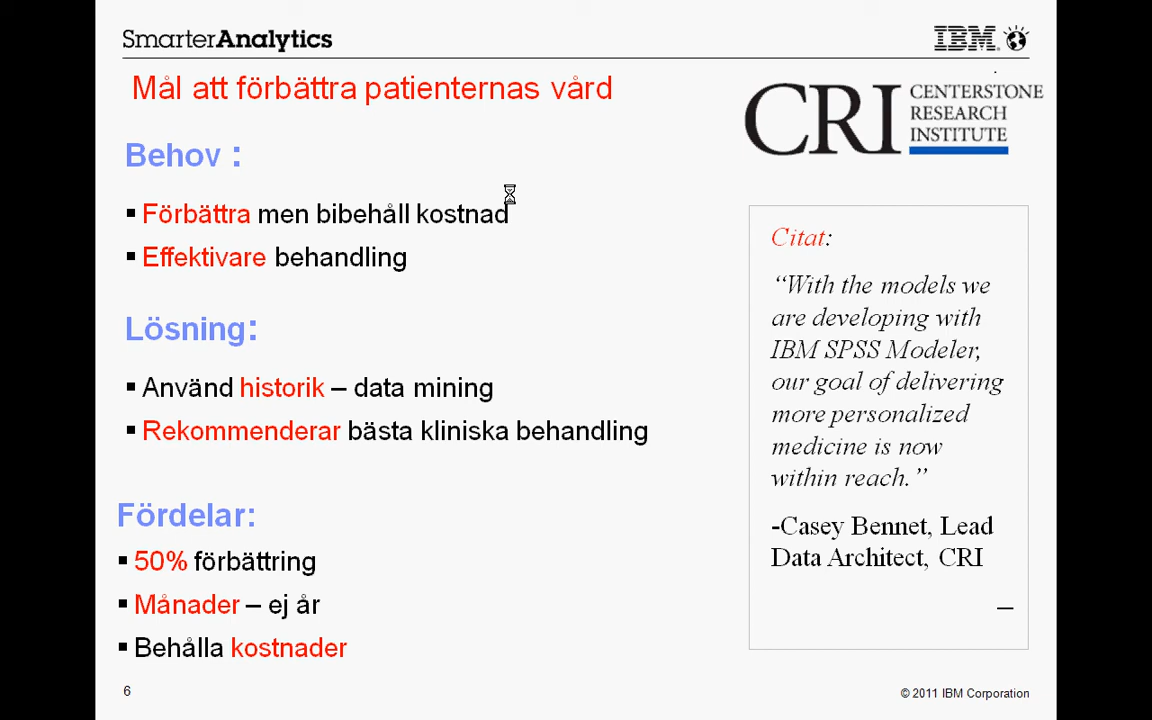 SmarterAnalytics
IBM
Mål att förbättra patienternas vård
CRI CENTERSTONE
RESEARCH
INSTITUTE
Behov :
▪ Förbättra men bibehåll kostnad
▪ Effektivare behandling
Lösning:
▪ Använd historik – data mining
▪ Rekommenderar bästa kliniska behandling
Fördelar:
▪ 50% förbättring
▪ Månader – ej år
▪ Behålla kostnader
Citat:
“With the models we
are developing with
IBM SPSS Modeler,
our goal of delivering
more personalized
medicine is now
within reach.”
-Casey Bennet, Lead
Data Architect, CRI
–
6
© 2011 IBM Corporation